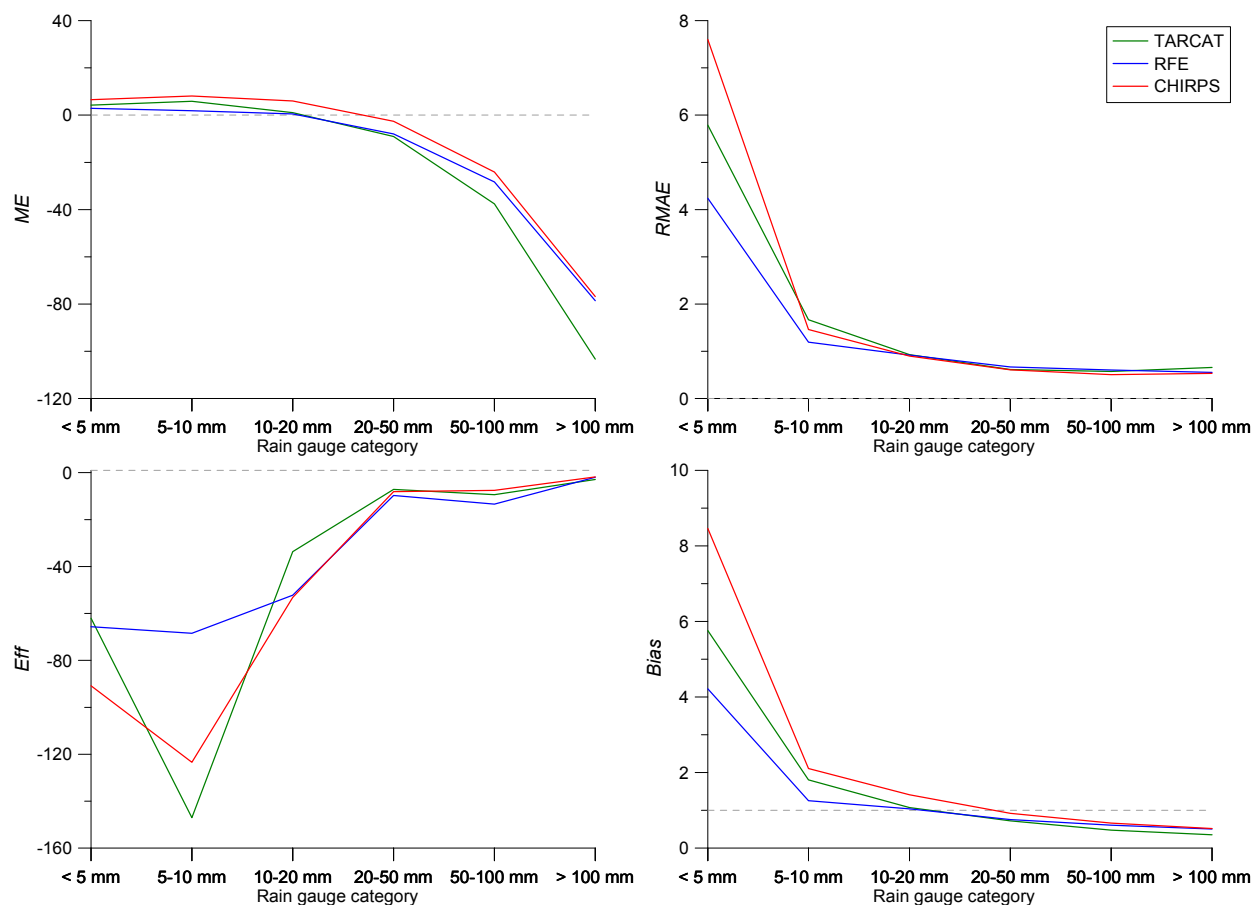 40
0
-40
-80
-120
ME
< 5 mm 5-10 mm 10-20 mm 20-50 mm 50-100 mm > 100 mm
Rain gauge category
8
6
4
2
0
RMAE
TARCAT
RFE
CHIRPS
< 5 mm 5-10 mm 10-20 mm 20-50 mm 50-100 mm > 100 mm
Rain gauge category
0
-40
-80
-120
-160
Eff
< 5 mm 5-10 mm 10-20 mm 20-50 mm 50-100 mm > 100 mm
Rain gauge category
10
8
6
4
2
0
Bias
< 5 mm 5-10 mm 10-20 mm 20-50 mm 50-100 mm > 100 mm
Rain gauge category